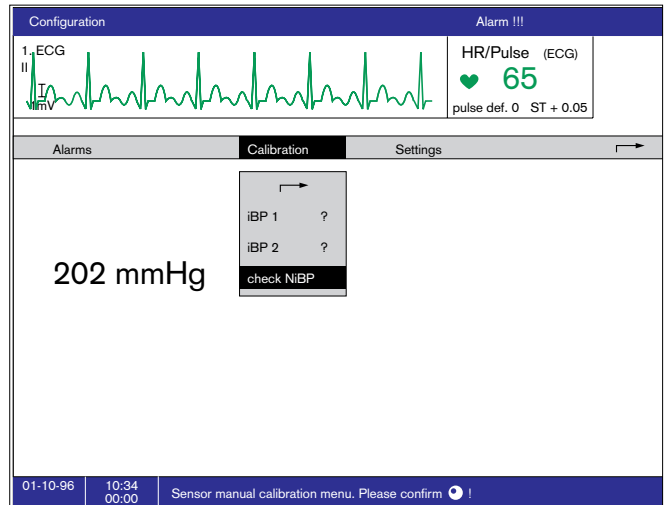 Configuration Alarm !!!
1. ECG
II
1mV
HR/Pulse (ECG)
65
pulse def. 0 ST + 0.05
Alarms Calibration Settings
iBP 1 ?
iBP 2 ?
check NiBP
202 mmHg
01-10-96 10:34
00:00
Sensor manual calibration menu. Please confirm !